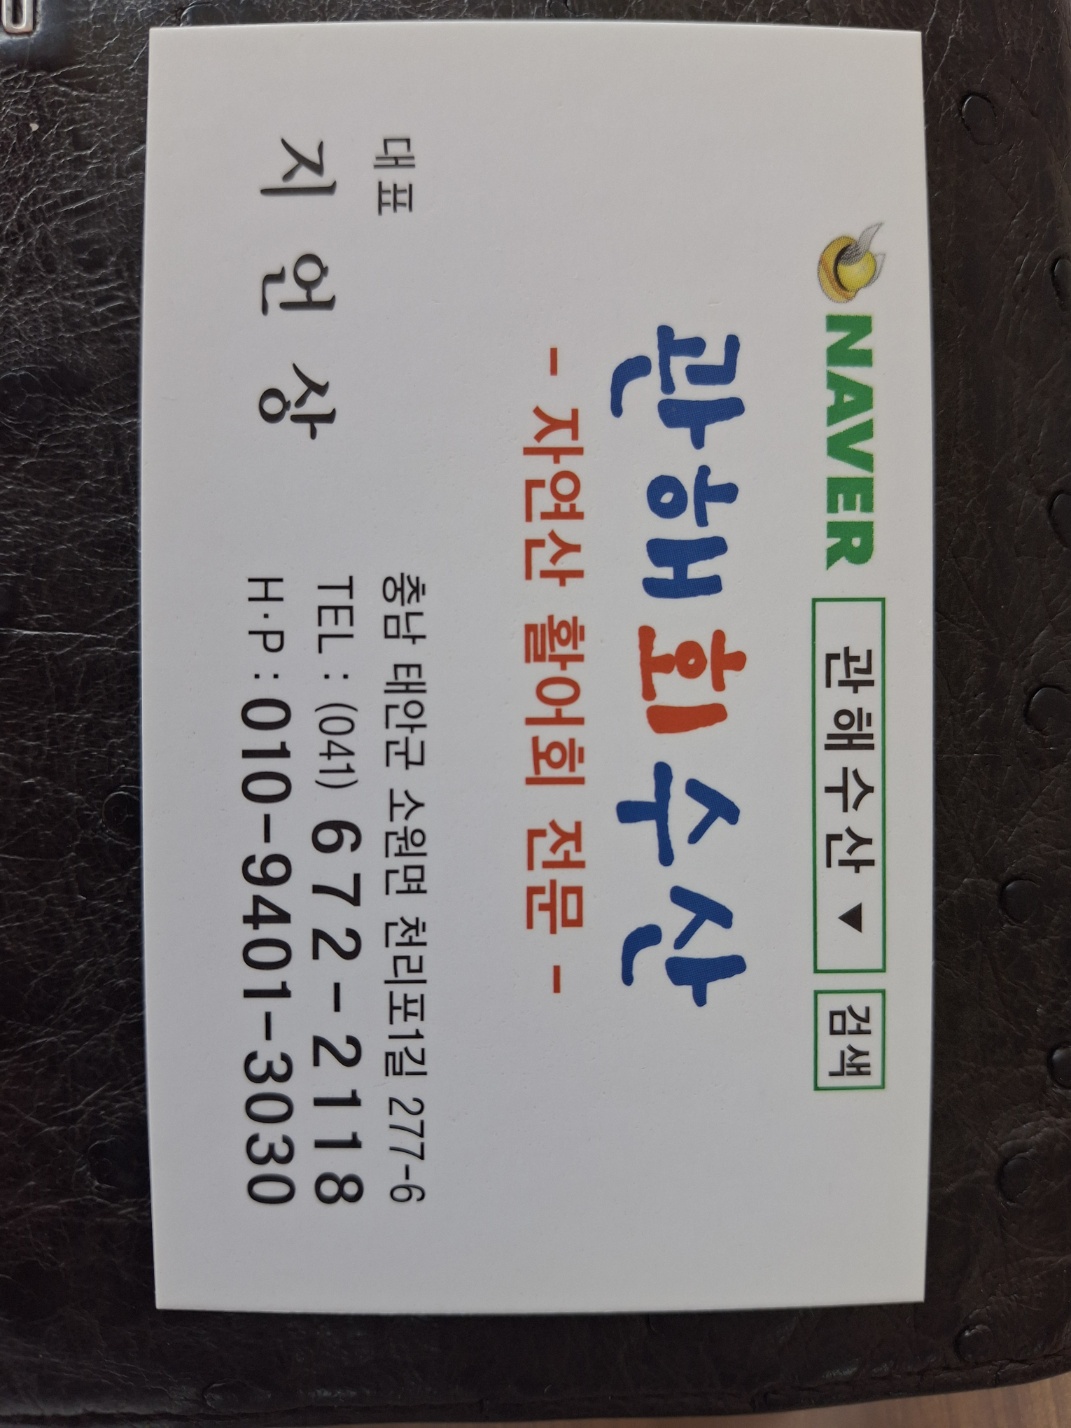 NAVER 관해수산 ▼ 검색
관해회수산
- 자연산 활어회 전문 -
대표
지언상
충남 태안군 소원면 천리포1길 277-6
TEL : (041) 672-2118
H·P : 010-9401-3030